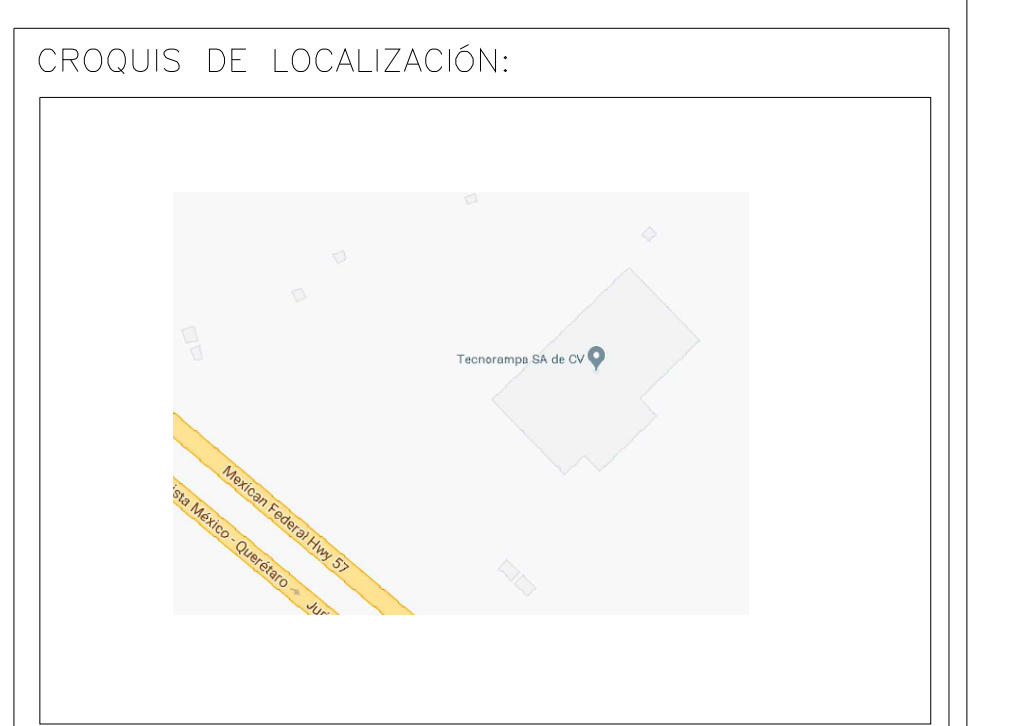 CROQUIS DE LOCALIZACIÓN:
Tecnorampa SA de CV
Mexican Federal Hwy 57
ista México - Querétaro